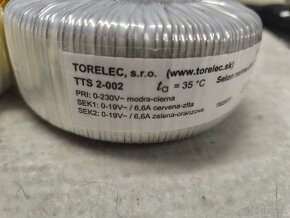 TORELEC, s.r.o. (www.torelec.sk)
TTS 2-002 ta = 35 °C
PRI: 0-230V~ modra-cierna
SEK1: 0-19V~ / 6,6A cervena-zlta
SEK2: 0-19V~ / 6,6A zelena-oranzova